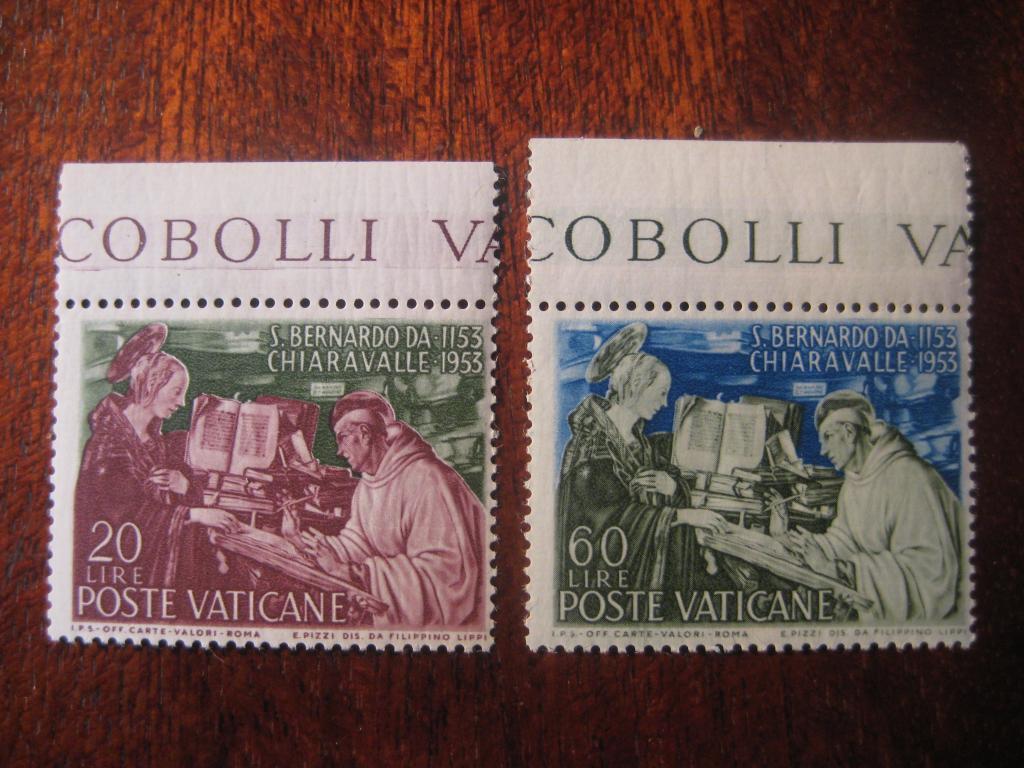 COBOLLI VA
S. BERNARDO DA · 1153
CHIARAVALLE · 1953
20
LIRE
POSTE VATICANE
I.P.S.-OFF. CARTE-VALORI-ROMA E. PIZZI DIS. DA FILIPPINO LIPPI
COBOLLI VA
S. BERNARDO DA · 1153
CHIARAVALLE · 1953
60
LIRE
POSTE VATICANE
I.P.S.-OFF. CARTE-VALORI-ROMA E. PIZZI DIS. DA FILIPPINO LIPPI